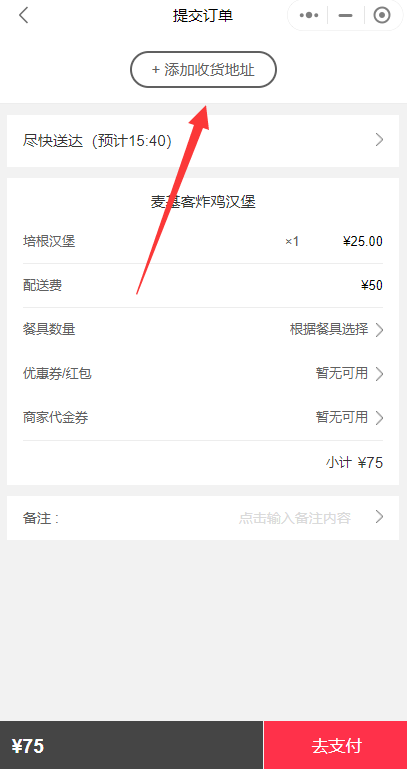 提交订单
+ 添加收货地址
尽快送达（预计15:40）
麦基客炸鸡汉堡
培根汉堡 ×1 ¥25.00
配送费 ¥50
餐具数量 根据餐具选择
优惠券/红包 暂无可用
商家代金券 暂无可用
小计 ¥75
备注 : 点击输入备注内容
¥75 去支付